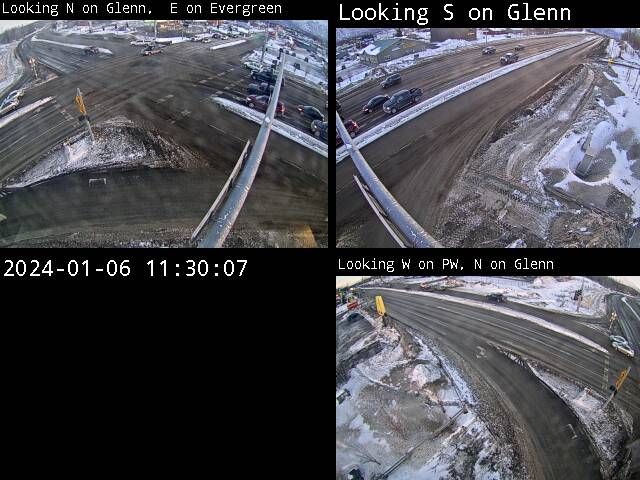 Looking N on Glenn,  E on Evergreen
Looking S on Glenn
2024-01-06 11:30:07
Looking W on PW, N on Glenn